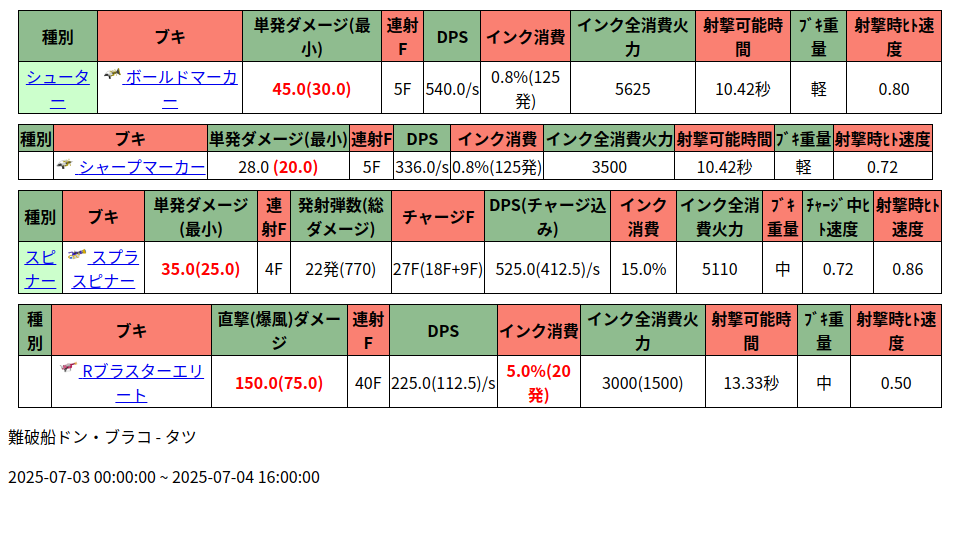 種別 ブキ 単発ダメージ(最小) 連射F DPS インク消費 インク全消費火力 射撃可能時間 ﾌﾞｷ重量 射撃時ﾋﾄ速度
シューター ボールドマーカー 45.0(30.0) 5F 540.0/s 0.8%(125発) 5625 10.42秒 軽 0.80
種別 ブキ 単発ダメージ(最小) 連射F DPS インク消費 インク全消費火力 射撃可能時間 ﾌﾞｷ重量 射撃時ﾋﾄ速度
シャープマーカー 28.0 (20.0) 5F 336.0/s 0.8%(125発) 3500 10.42秒 軽 0.72
種別 ブキ 単発ダメージ(最小) 連射F 発射弾数(総ダメージ) チャージF DPS(チャージ込み) インク消費 インク全消費火力 ﾌﾞｷ重量 ﾁｬｰｼﾞ中ﾋﾄ速度 射撃時ﾋﾄ速度
スピナー スプラスピナー 35.0(25.0) 4F 22発(770) 27F(18F+9F) 525.0(412.5)/s 15.0% 5110 中 0.72 0.86
種別 ブキ 直撃(爆風)ダメージ 連射F DPS インク消費 インク全消費火力 射撃可能時間 ﾌﾞｷ重量 射撃時ﾋﾄ速度
Rブラスターエリート 150.0(75.0) 40F 225.0(112.5)/s 5.0%(20発) 3000(1500) 13.33秒 中 0.50
難破船ドン・ブラコ - タツ
2025-07-03 00:00:00 ~ 2025-07-04 16:00:00